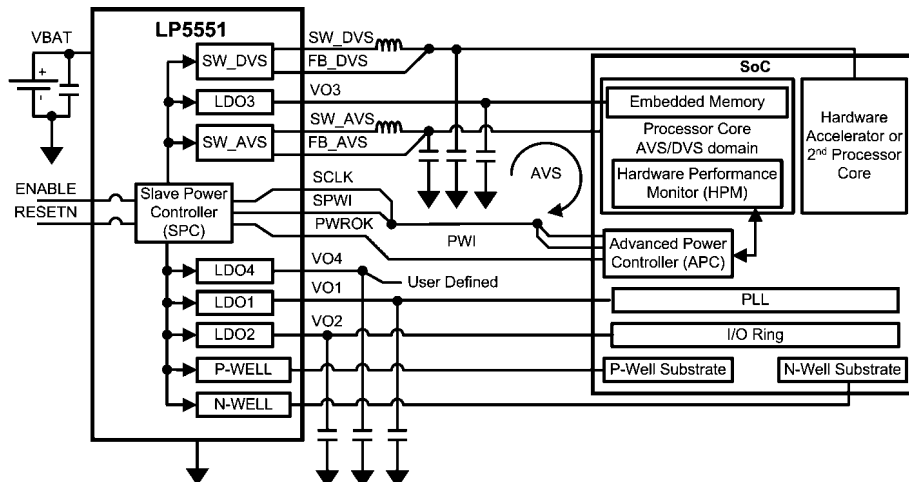 LP5551
VBAT
+
-
SW_DVS
SW_DVS
FB_DVS
LDO3
VO3
SW_AVS
SW_AVS
FB_AVS
ENABLE
RESETN
Slave Power
Controller
(SPC)
SCLK
SPWI
PWROK
PWI
AVS
LDO4
VO4
User Defined
LDO1
VO1
LDO2
VO2
P-WELL
N-WELL
SoC
Embedded Memory
Processor Core
AVS/DVS domain
Hardware Performance
Monitor (HPM)
Hardware
Accelerator or
2nd Processor
Core
Advanced Power
Controller (APC)
PLL
I/O Ring
P-Well Substrate
N-Well Substrate